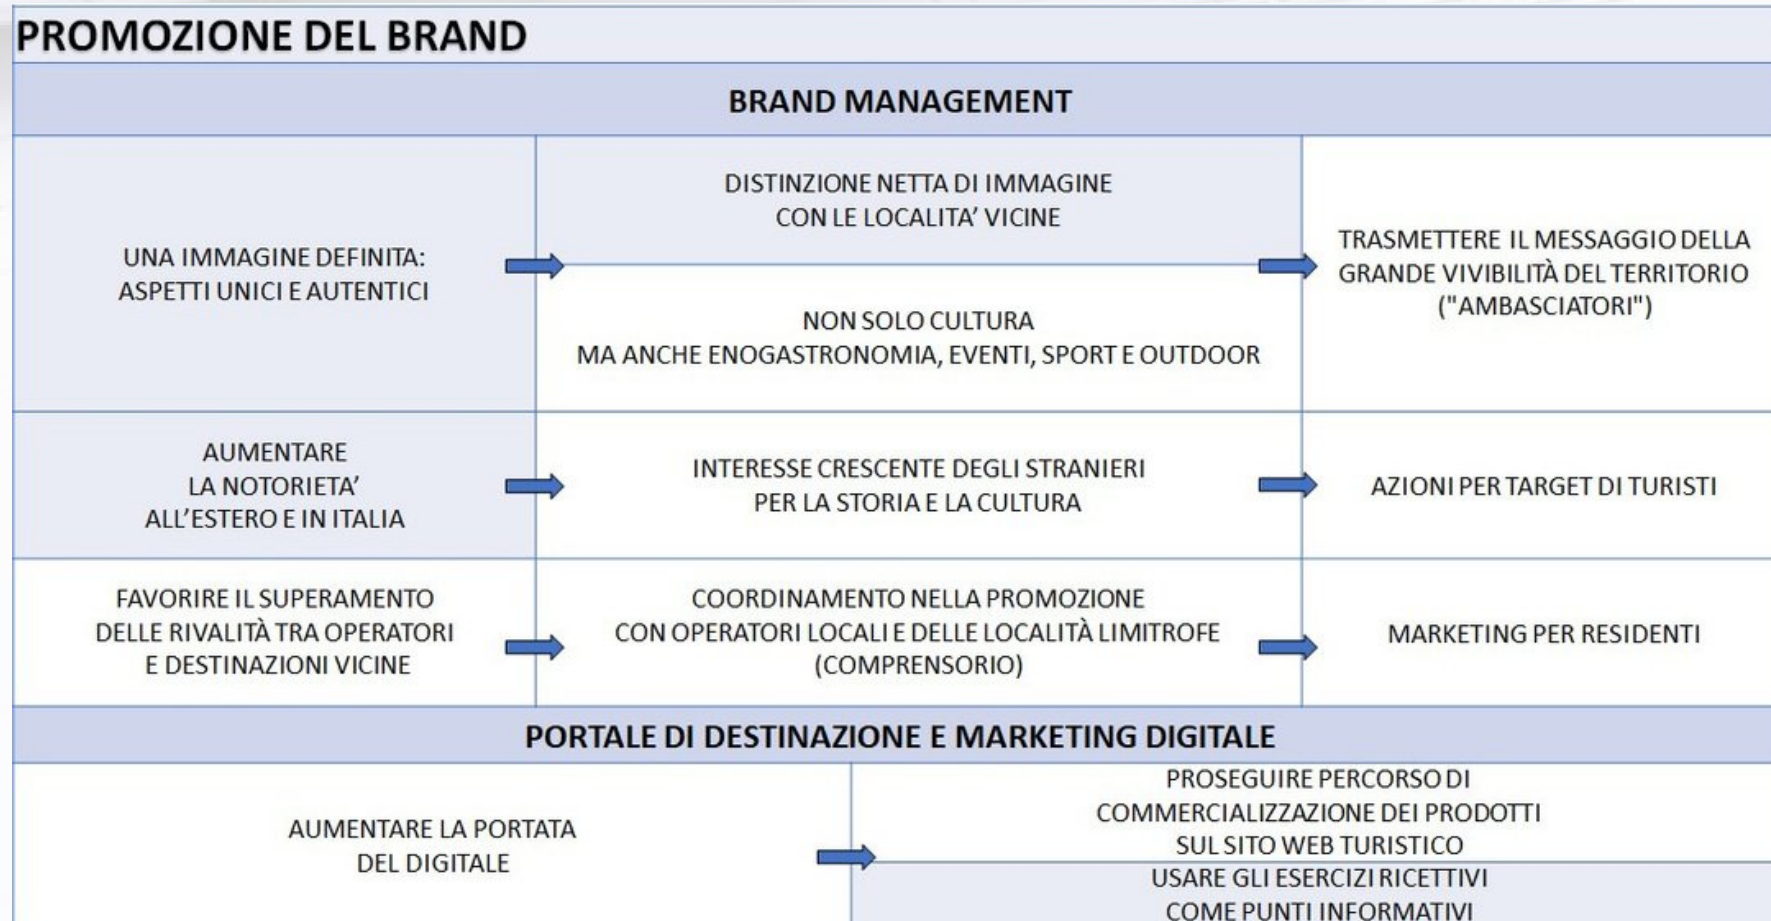 PROMOZIONE DEL BRAND
BRAND MANAGEMENT
UNA IMMAGINE DEFINITA:
ASPETTI UNICI E AUTENTICI
DISTINZIONE NETTA DI IMMAGINE
CON LE LOCALITA’ VICINE
NON SOLO CULTURA
MA ANCHE ENOGASTRONOMIA, EVENTI, SPORT E OUTDOOR
TRASMETTERE IL MESSAGGIO DELLA
GRANDE VIVIBILITÀ DEL TERRITORIO
("AMBASCIATORI")
AUMENTARE
LA NOTORIETA’
ALL’ESTERO E IN ITALIA
INTERESSE CRESCENTE DEGLI STRANIERI
PER LA STORIA E LA CULTURA
AZIONI PER TARGET DI TURISTI
FAVORIRE IL SUPERAMENTO
DELLE RIVALITÀ TRA OPERATORI
E DESTINAZIONI VICINE
COORDINAMENTO NELLA PROMOZIONE
CON OPERATORI LOCALI E DELLE LOCALITÀ LIMITROFE
(COMPRENSORIO)
MARKETING PER RESIDENTI
PORTALE DI DESTINAZIONE E MARKETING DIGITALE
AUMENTARE LA PORTATA
DEL DIGITALE
PROSEGUIRE PERCORSO DI
COMMERCIALIZZAZIONE DEI PRODOTTI
SUL SITO WEB TURISTICO
USARE GLI ESERCIZI RICETTIVI
COME PUNTI INFORMATIVI